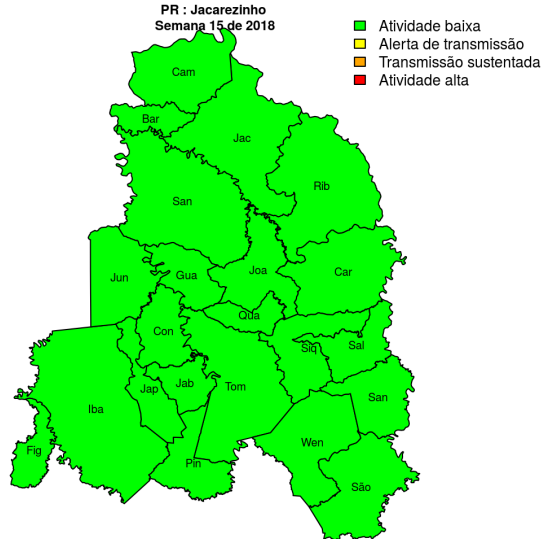 PR : Jacarezinho
Semana 15 de 2018
Atividade baixa
Alerta de transmissão
Transmissão sustentada
Atividade alta
Cam
Bar
Jac
Rib
San
Jun
Gua
Joa
Car
Qua
Con
Siq
Sal
Jap
Jab
Tom
Iba
San
Wen
Fig
Pin
São